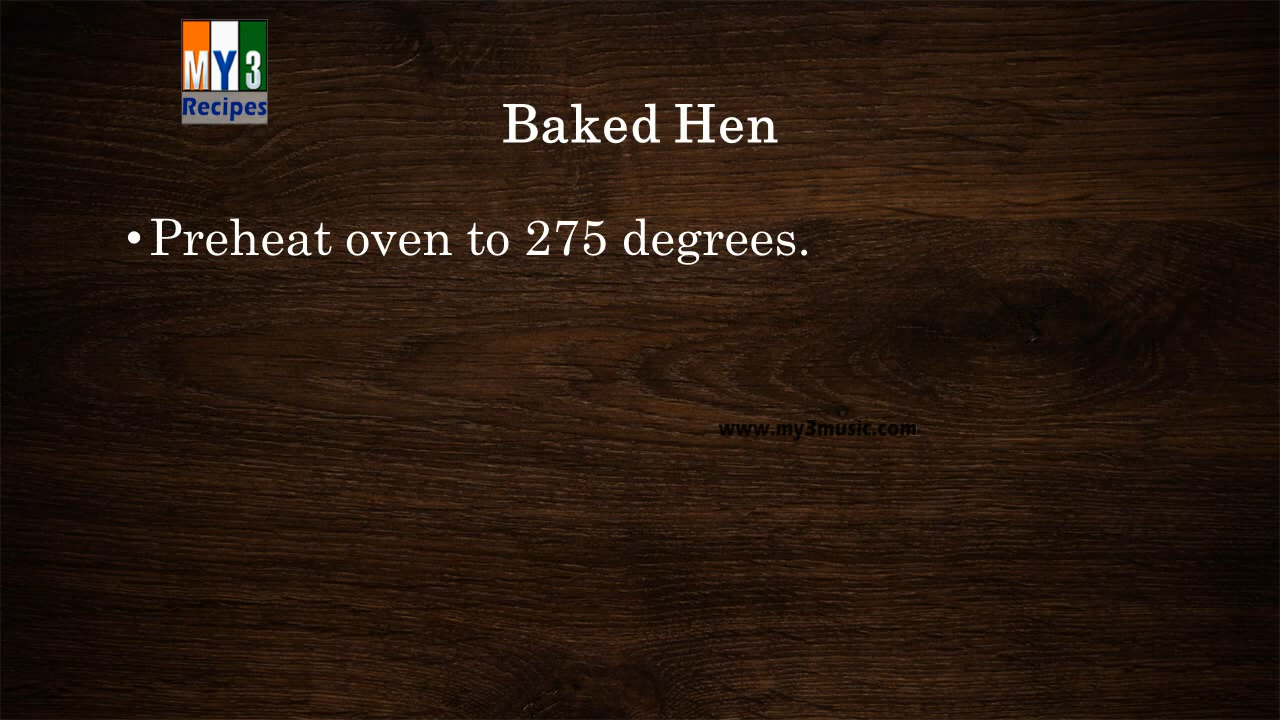 MY3
Recipes
Baked Hen
•Preheat oven to 275 degrees.
www.my3music.com